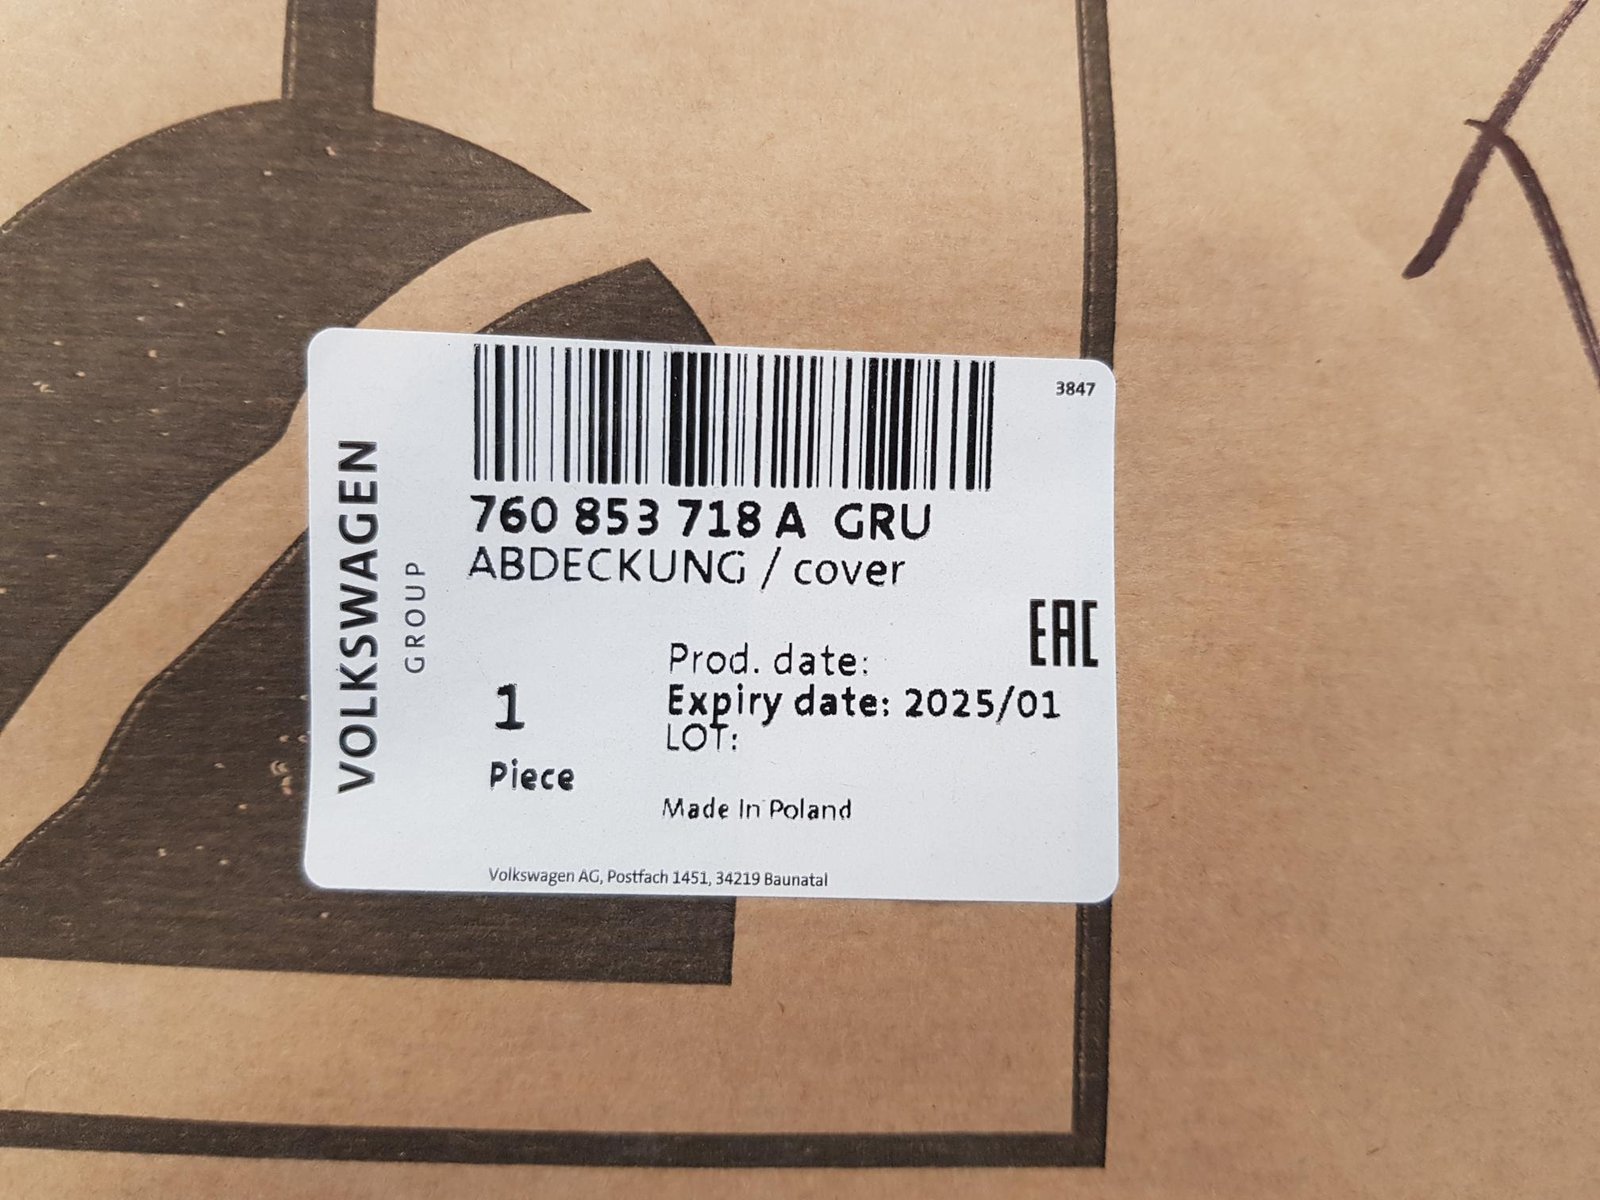 3847
VOLKSWAGEN
GROUP
760 853 718 A GRU
ABDECKUNG / cover
EAC
Prod. date:
1
Expiry date: 2025/01
LOT:
Piece
Made In Poland
Volkswagen AG, Postfach 1451, 34219 Baunatal